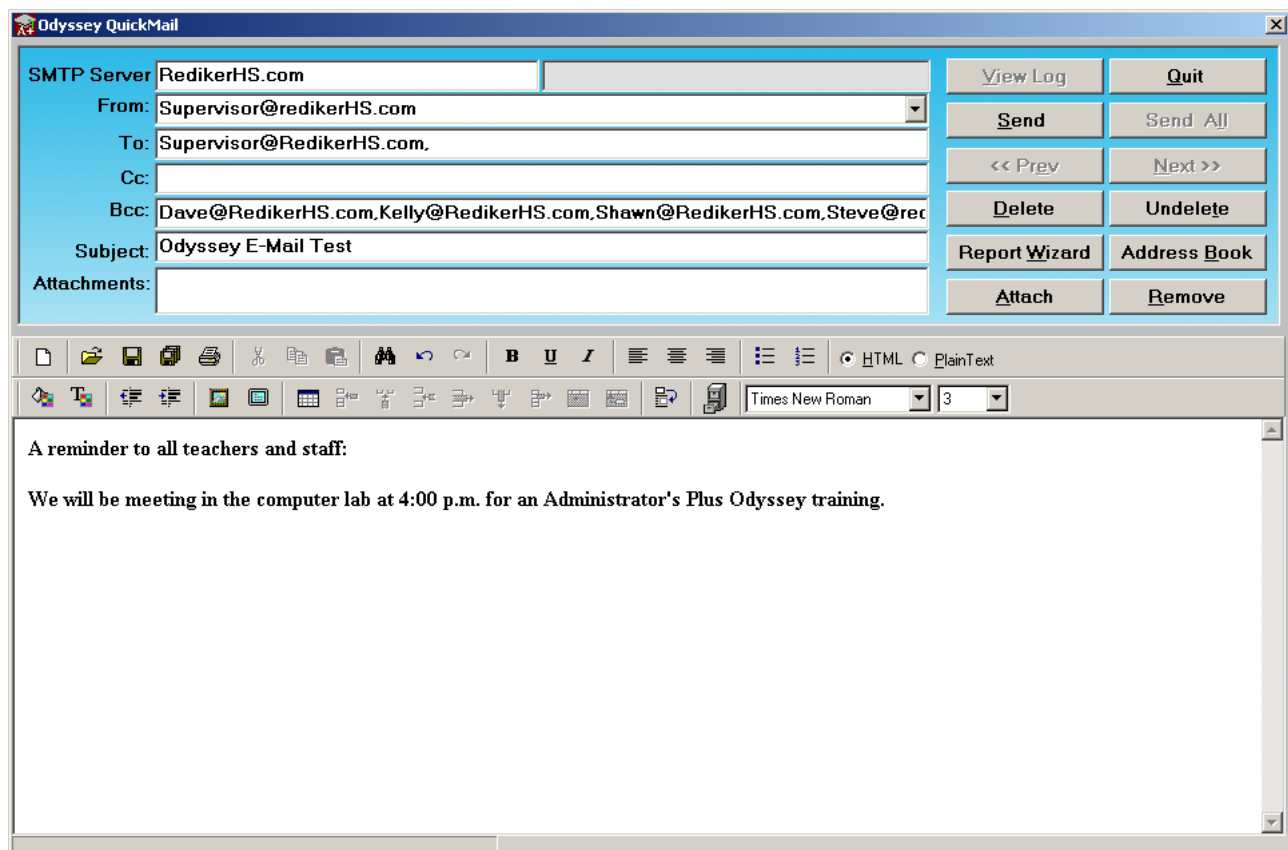 Odyssey QuickMail
SMTP Server RedikerHS.com
View Log Quit
From: Supervisor@redikerHS.com
Send Send All
To: Supervisor@RedikerHS.com,
Cc:
<< Prev Next >>
Bcc: Dave@RedikerHS.com,Kelly@RedikerHS.com,Shawn@RedikerHS.com,Steve@rec
Delete Undelete
Subject: Odyssey E-Mail Test
Report Wizard Address Book
Attachments:
Attach Remove
B U I HTML PlainText
Times New Roman 3
A reminder to all teachers and staff:
We will be meeting in the computer lab at 4:00 p.m. for an Administrator's Plus Odyssey training.